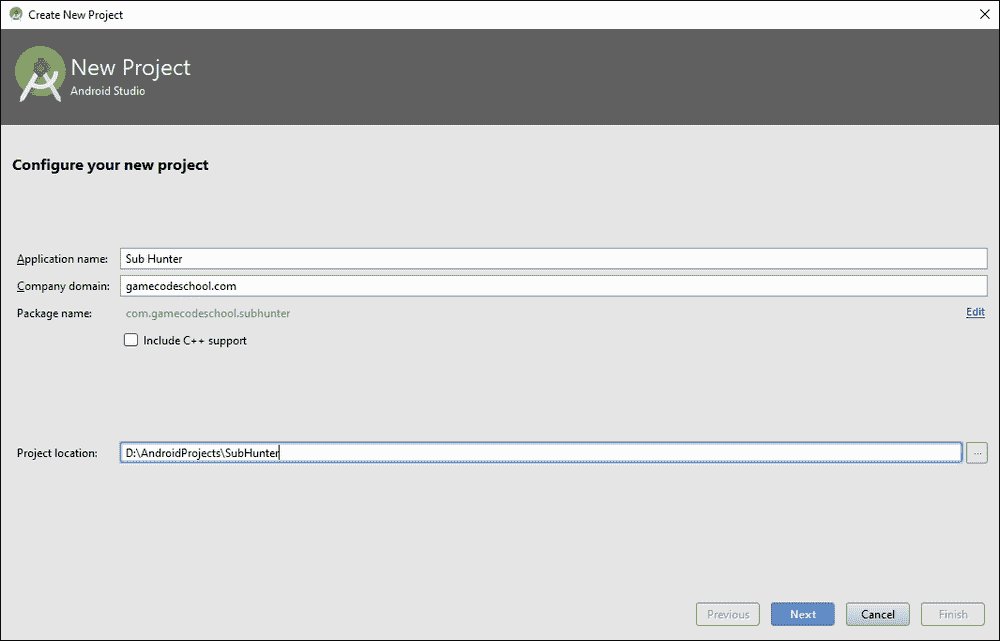 Create New Project
New Project
Android Studio
Configure your new project
Application name: Sub Hunter
Company domain: gamecodeschool.com
Package name: com.gamecodeschool.subhunter Edit
Include C++ support
Project location: D:\AndroidProjects\SubHunter ...
Previous Next Cancel Finish